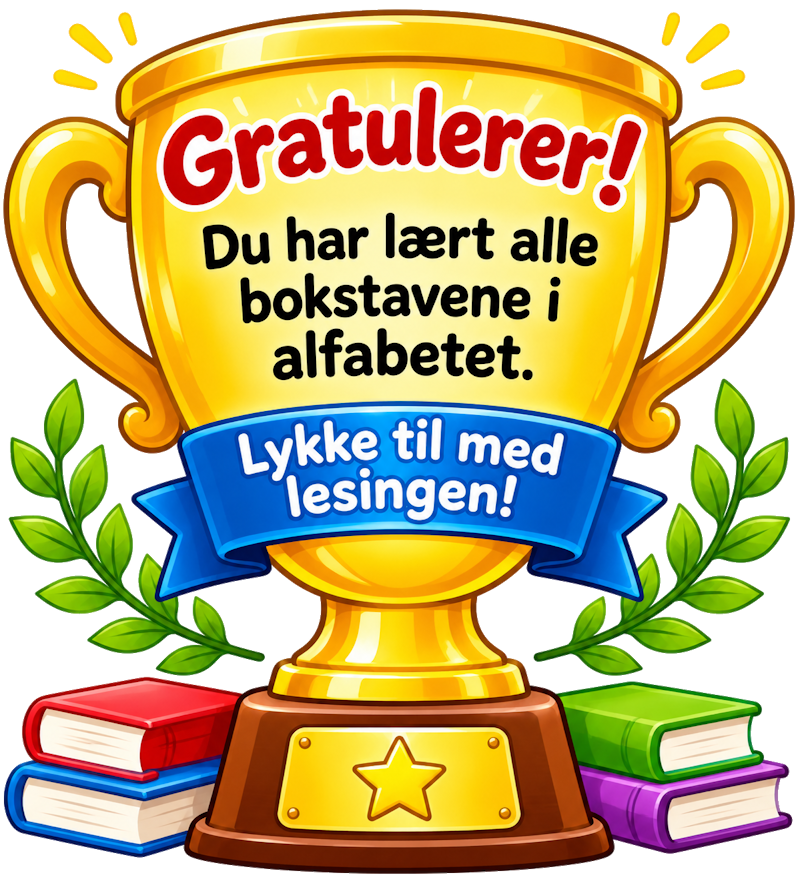 Gratulerer!
Du har lært alle
bokstavene i
alfabetet.
Lykke til med
lesingen!